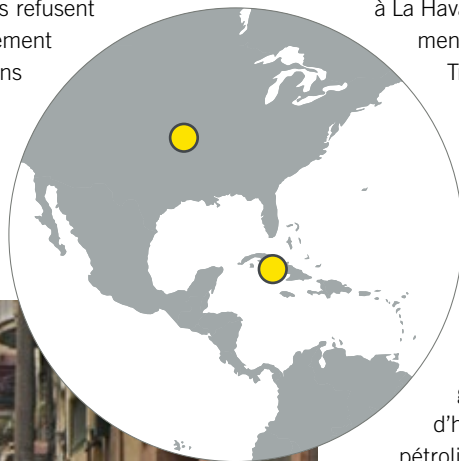 s refusent
ement
ns
à La Hava
men
d’h
pétroli